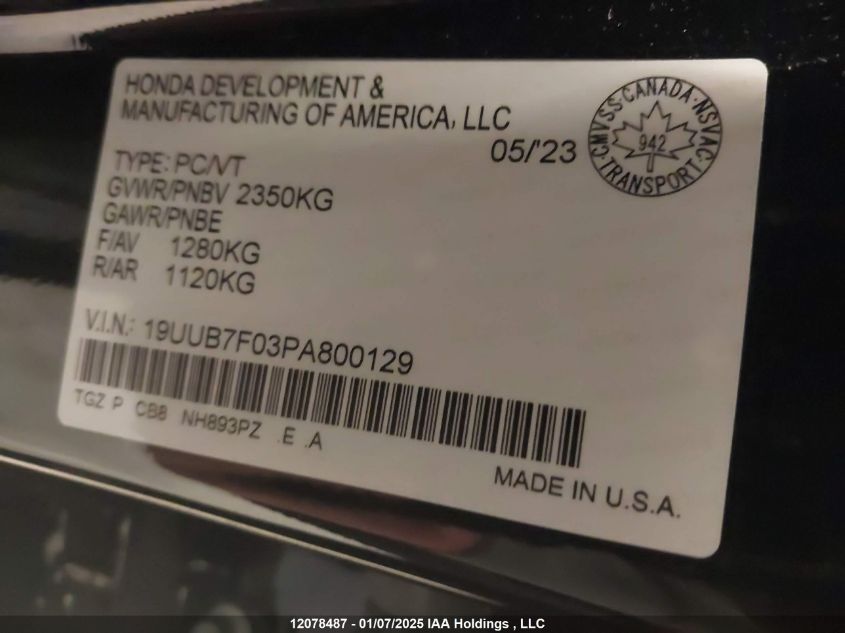 HONDA DEVELOPMENT &
MANUFACTURING OF AMERICA, LLC
05/'23
CMVSS · CANADA · NSVAC
942
· TRANSPORT ·
TYPE: PC/VT
GVWR/PNBV 2350KG
GAWR/PNBE
F/AV 1280KG
R/AR 1120KG
V.I.N.: 19UUB7F03PA800129
TGZ P CB8 NH893PZ .E .A
MADE IN U.S.A.
12078487 - 01/07/2025 IAA Holdings , LLC